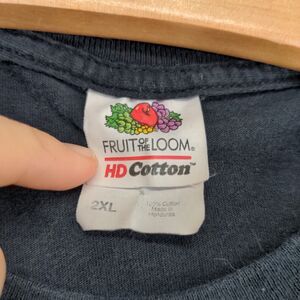 FRUIT OF THE LOOM®
HD Cotton™
2XL
100% Cotton
Made in
Honduras